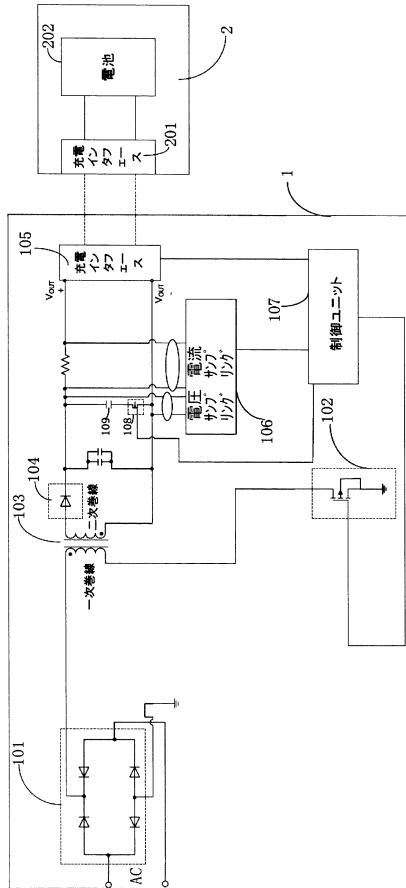 202
電池
2
充電
インタフ
ェース
201
1
105
充電
インタフ
ェース
VOUT
+
VOUT
-
電流
サンプ
リング
電圧
サンプ
リング
106
107
制御ユニット
109
108
102
104
103
二次巻線
一次巻線
101
AC